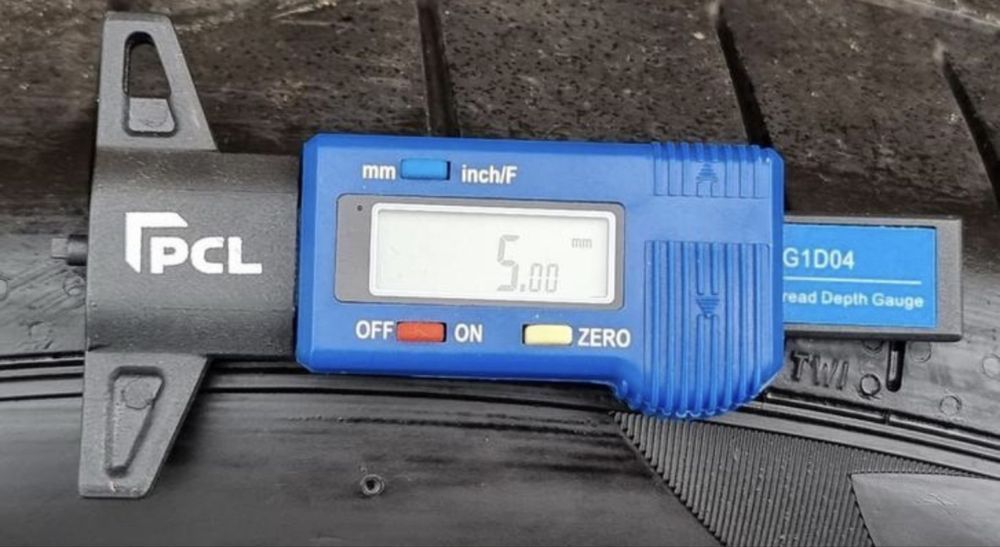 mm inch/F
PCL
mm
5.00
G1D04
read Depth Gauge
OFF ON ZERO
TWI